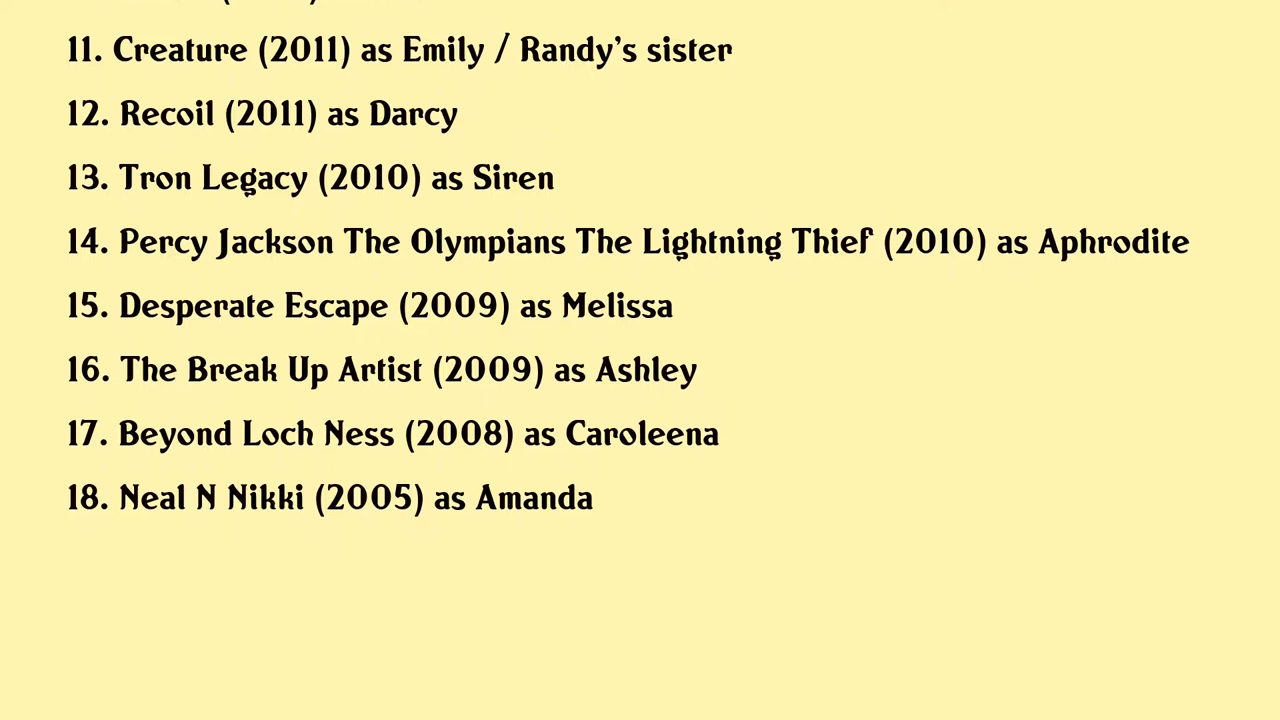 11. Creature (2011) as Emily / Randy's sister
12. Recoil (2011) as Darcy
13. Tron Legacy (2010) as Siren
14. Percy Jackson The Olympians The Lightning Thief (2010) as Aphrodite
15. Desperate Escape (2009) as Melissa
16. The Break Up Artist (2009) as Ashley
17. Beyond Loch Ness (2008) as Caroleena
18. Neal N Nikki (2005) as Amanda